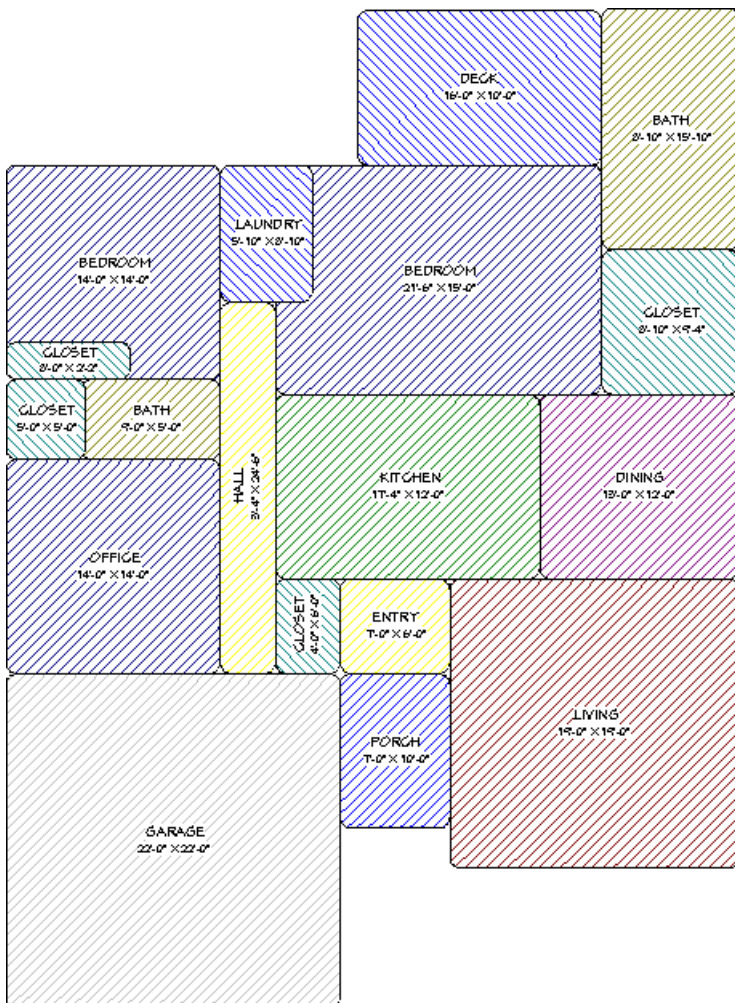 DECK
16'-0" X 10'-0"
BATH
8'-10" X 15'-10"
LAUNDRY
5'-10" X 8'-10"
BEDROOM
14'-0" X 14'-0"
BEDROOM
21'-6" X 15'-0"
CLOSET
8'-10" X 9'-4"
CLOSET
8'-0" X 2'-2"
CLOSET
5'-0" X 5'-0"
BATH
9'-0" X 5'-0"
HALL
3'-4" X 24'-6"
KITCHEN
17'-4" X 12'-0"
DINING
13'-0" X 12'-0"
OFFICE
14'-0" X 14'-0"
CLOSET
4'-0" X 6'-0"
ENTRY
7'-0" X 6'-0"
LIVING
19'-0" X 19'-0"
PORCH
7'-0" X 10'-0"
GARAGE
22'-0" X 22'-0"